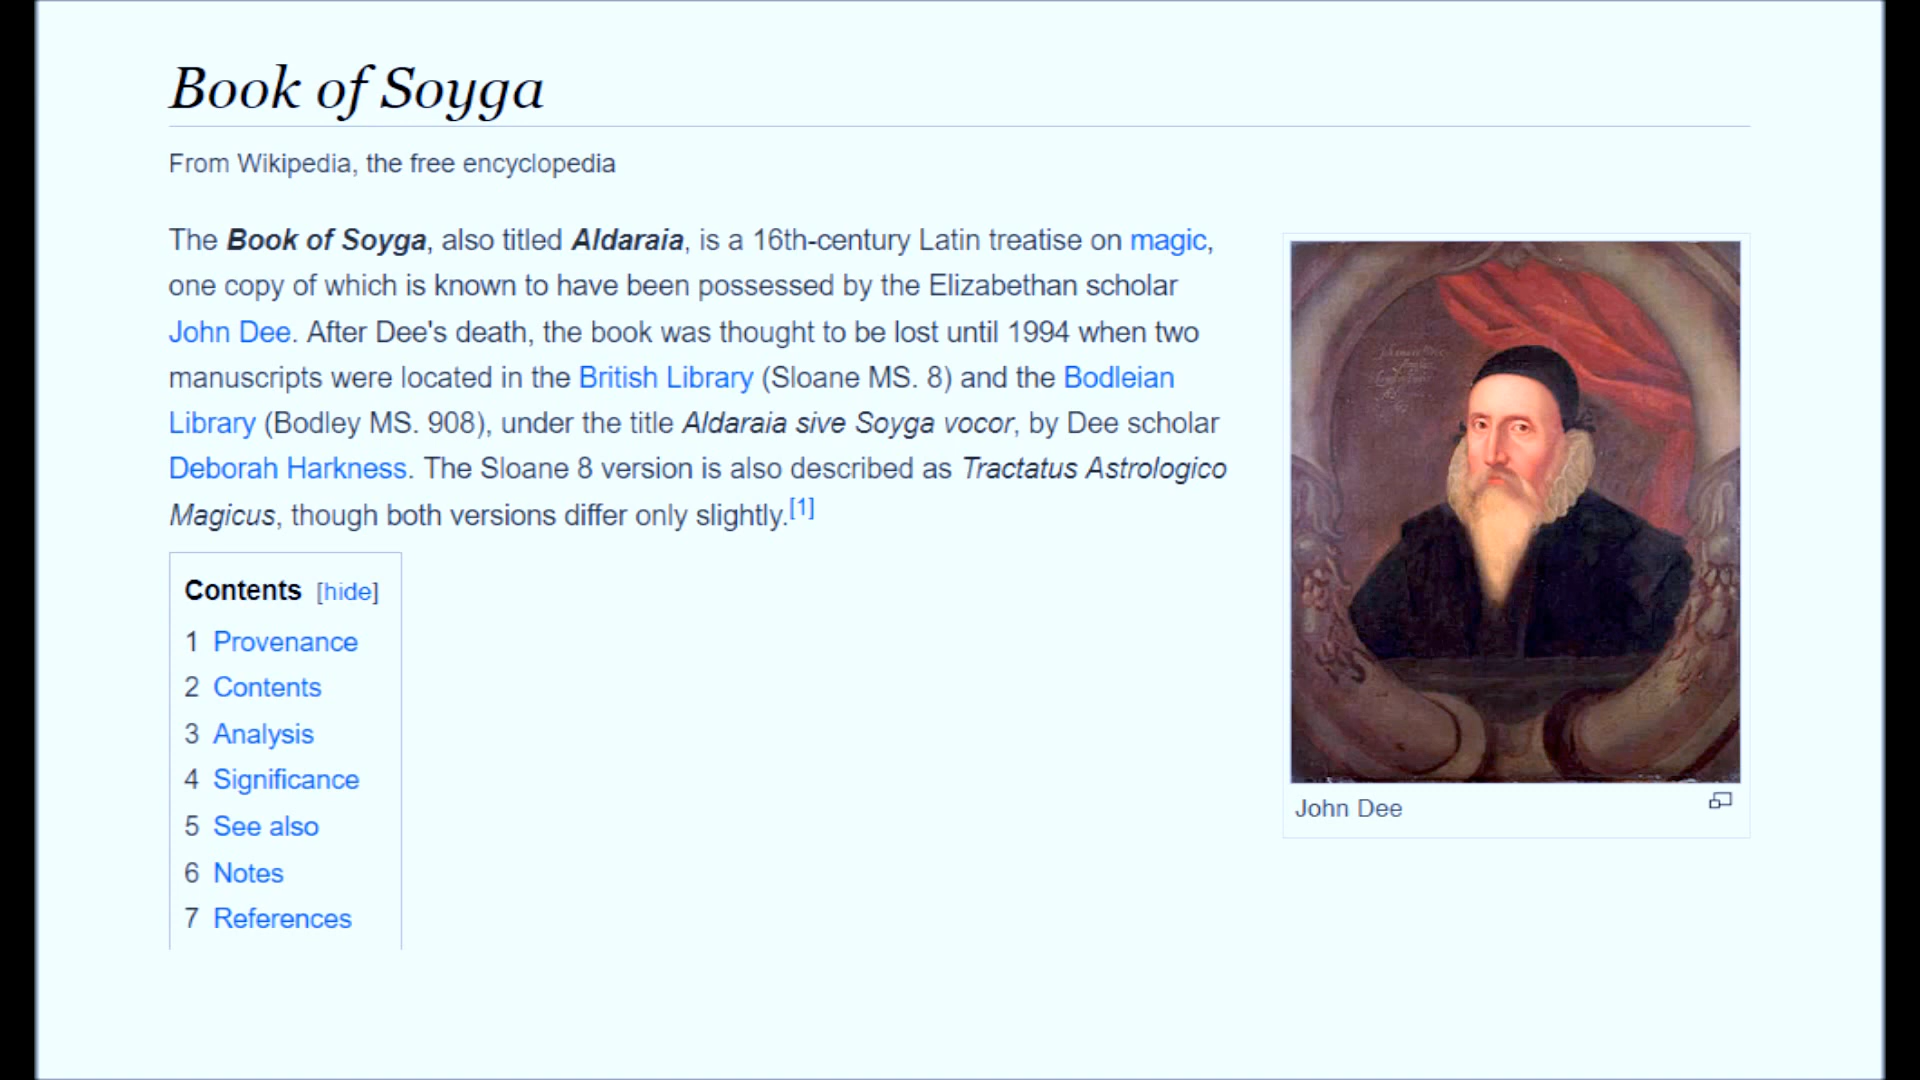 Book of Soyga
From Wikipedia, the free encyclopedia
The Book of Soyga, also titled Aldaraia, is a 16th-century Latin treatise on magic,
one copy of which is known to have been possessed by the Elizabethan scholar
John Dee. After Dee's death, the book was thought to be lost until 1994 when two
manuscripts were located in the British Library (Sloane MS. 8) and the Bodleian
Library (Bodley MS. 908), under the title Aldaraia sive Soyga vocor, by Dee scholar
Deborah Harkness. The Sloane 8 version is also described as Tractatus Astrologico
Magicus, though both versions differ only slightly.[1]
Contents [hide]
1 Provenance
2 Contents
3 Analysis
4 Significance
5 See also
6 Notes
7 References
John Dee